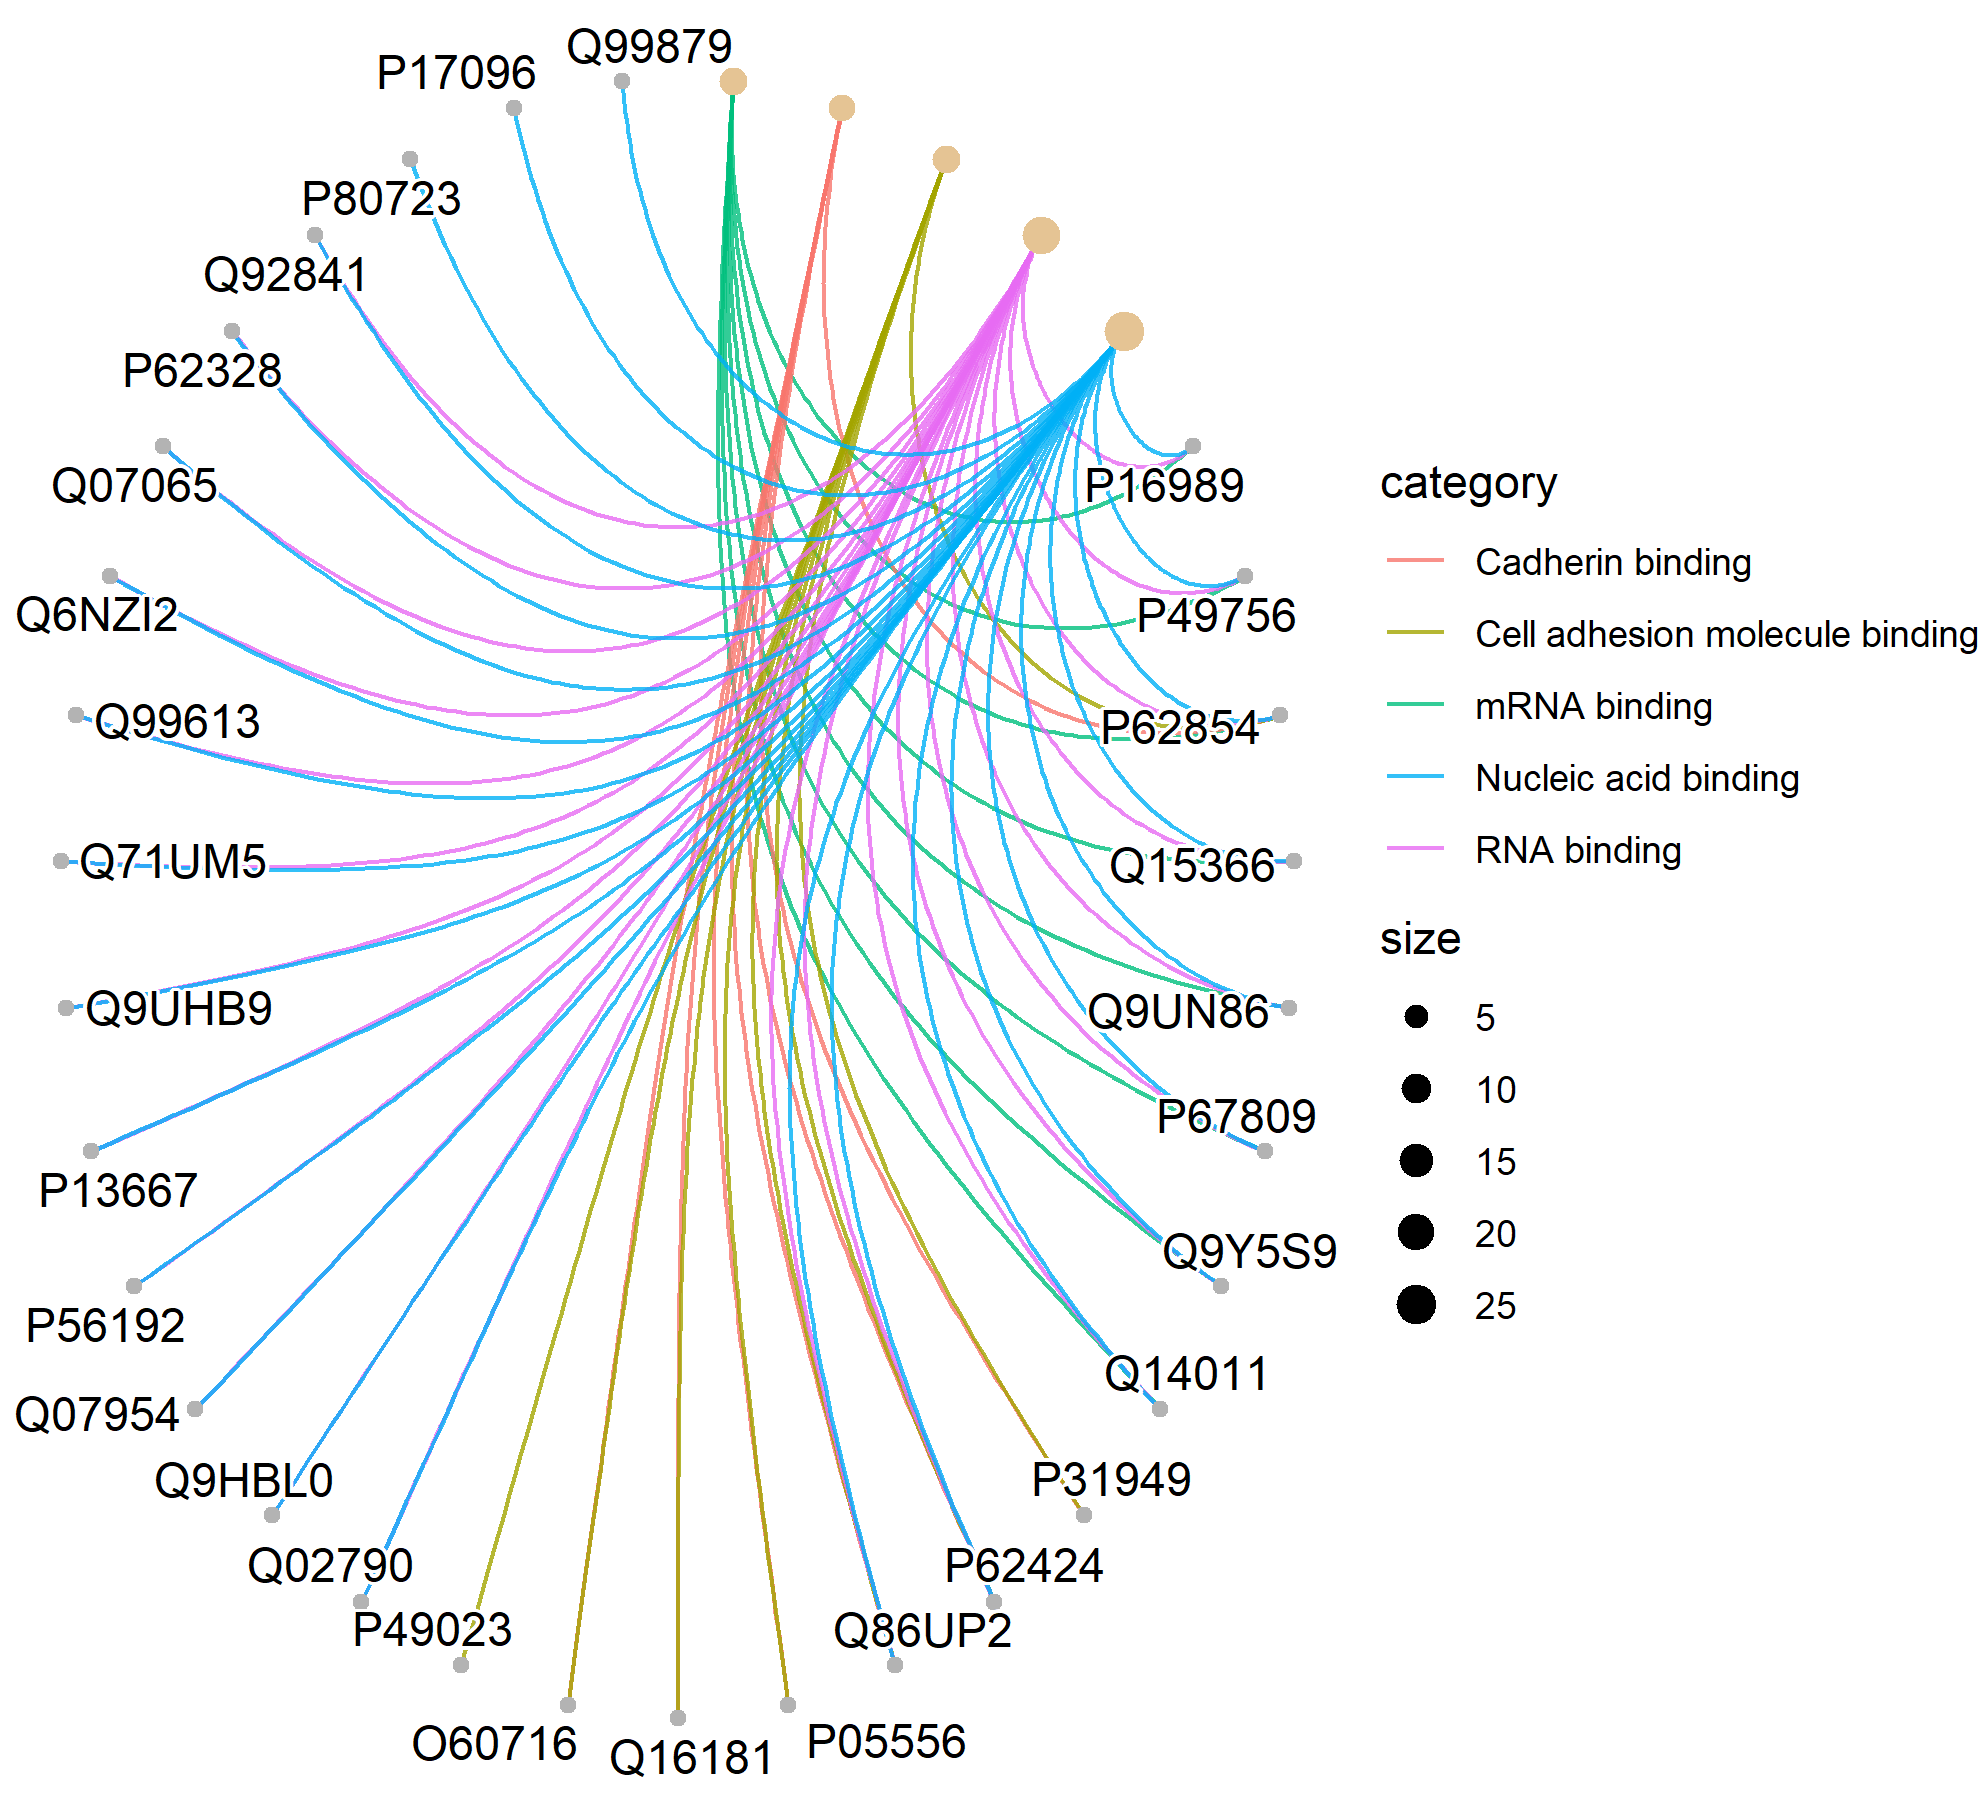 Q99879
P17096
P80723
Q92841
P62328
Q07065
Q6NZI2
Q99613
Q71UM5
Q9UHB9
P13667
P56192
Q07954
Q9HBL0
Q02790
P49023
O60716
Q16181
P05556
Q86UP2
P62424
P31949
Q14011
Q9Y5S9
P67809
Q9UN86
Q15366
P62854
P49756
P16989
category
Cadherin binding
Cell adhesion molecule binding
mRNA binding
Nucleic acid binding
RNA binding
size
5
10
15
20
25